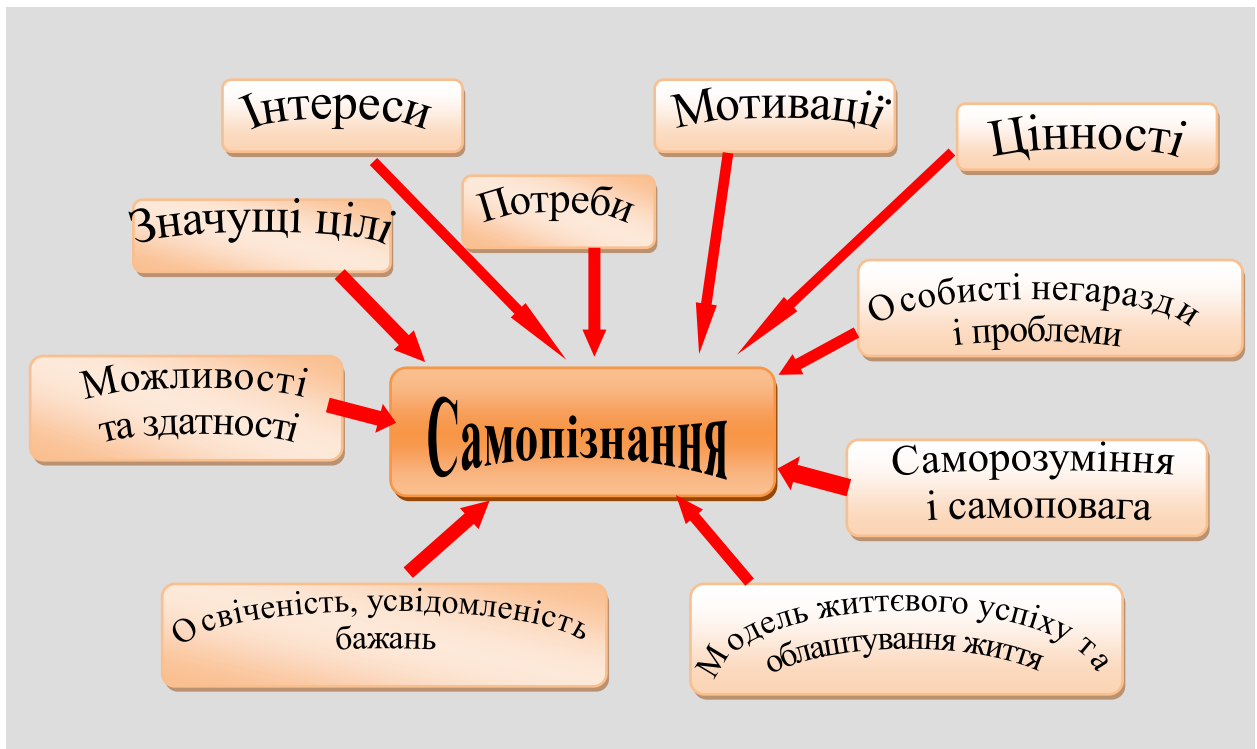 Інтереси
Мотивації
Цінності
Значущі цілі
Потреби
Особисті негаразди
і проблеми
Можливості
та здатності
Самопізнання
Саморозуміння
і самоповага
Освіченість, усвідомленість
бажань
Модель життєвого успіху та
облаштування життя